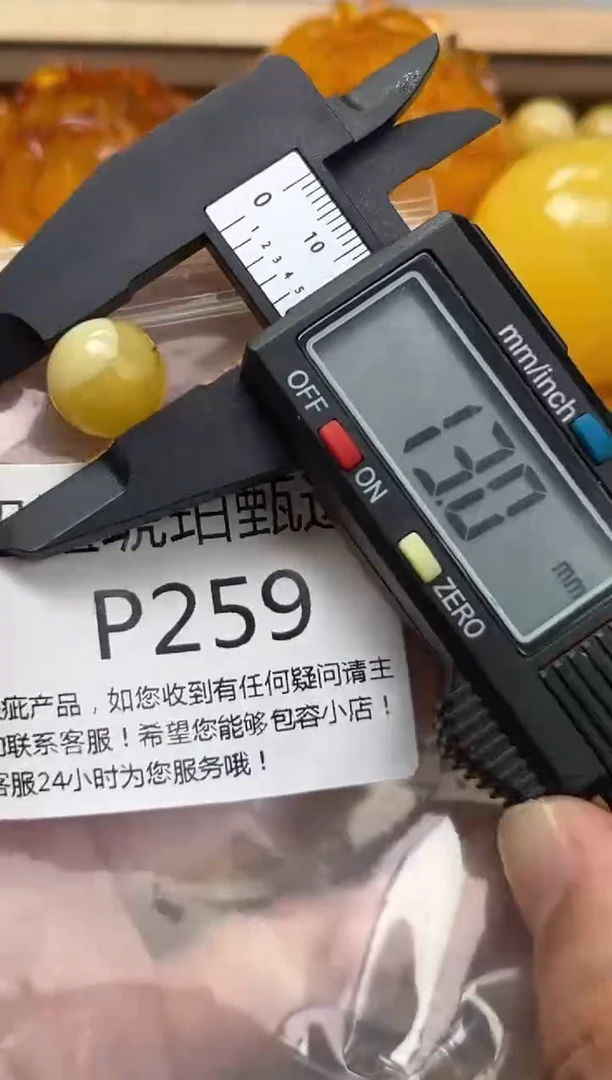 0
10
1 2 3 4 5
mm/inch
OFF
ON
13.0
mm
ZERO
琥珀甄选
P259
疵产品，如您收到有任何疑问请主
联系客服！希望您能够包容小店！
客服24小时为您服务哦！